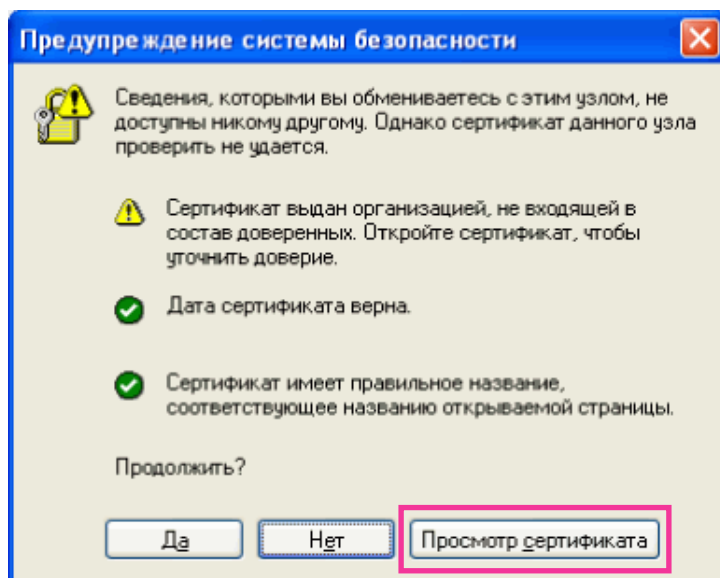 Предупреждение системы безопасности
Сведения, которыми вы обмениваетесь с этим узлом, не
доступны никому другому. Однако сертификат данного узла
проверить не удается.
Сертификат выдан организацией, не входящей в
состав доверенных. Откройте сертификат, чтобы
уточнить доверие.
Дата сертификата верна.
Сертификат имеет правильное название,
соответствующее названию открываемой страницы.
Продолжить?
Да Нет Просмотр сертификата